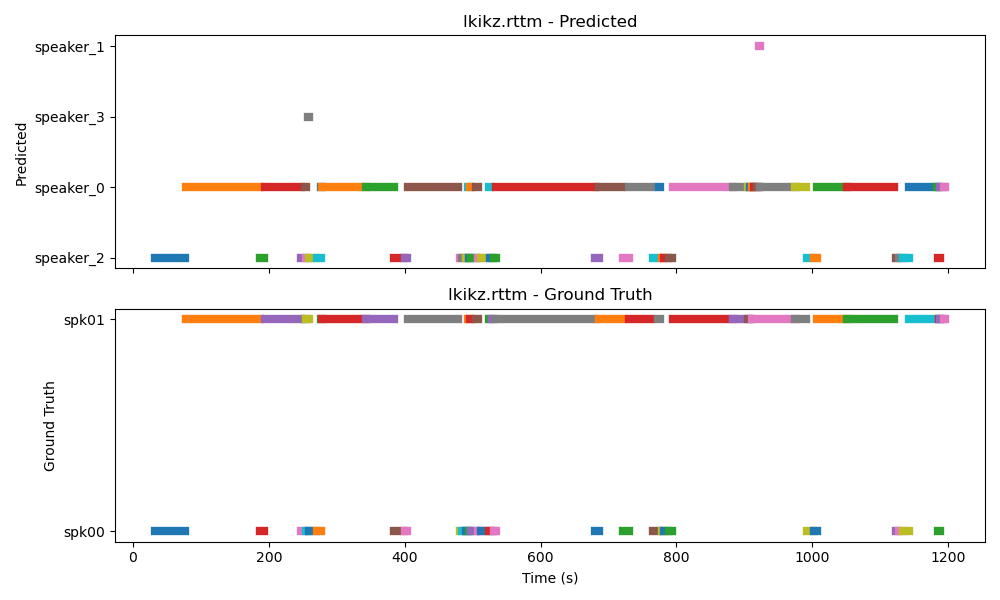 lkikz.rttm - Predicted
speaker_1
speaker_3
speaker_0
speaker_2
Predicted
lkikz.rttm - Ground Truth
spk01
spk00
Ground Truth
0 200 400 600 800 1000 1200
Time (s)